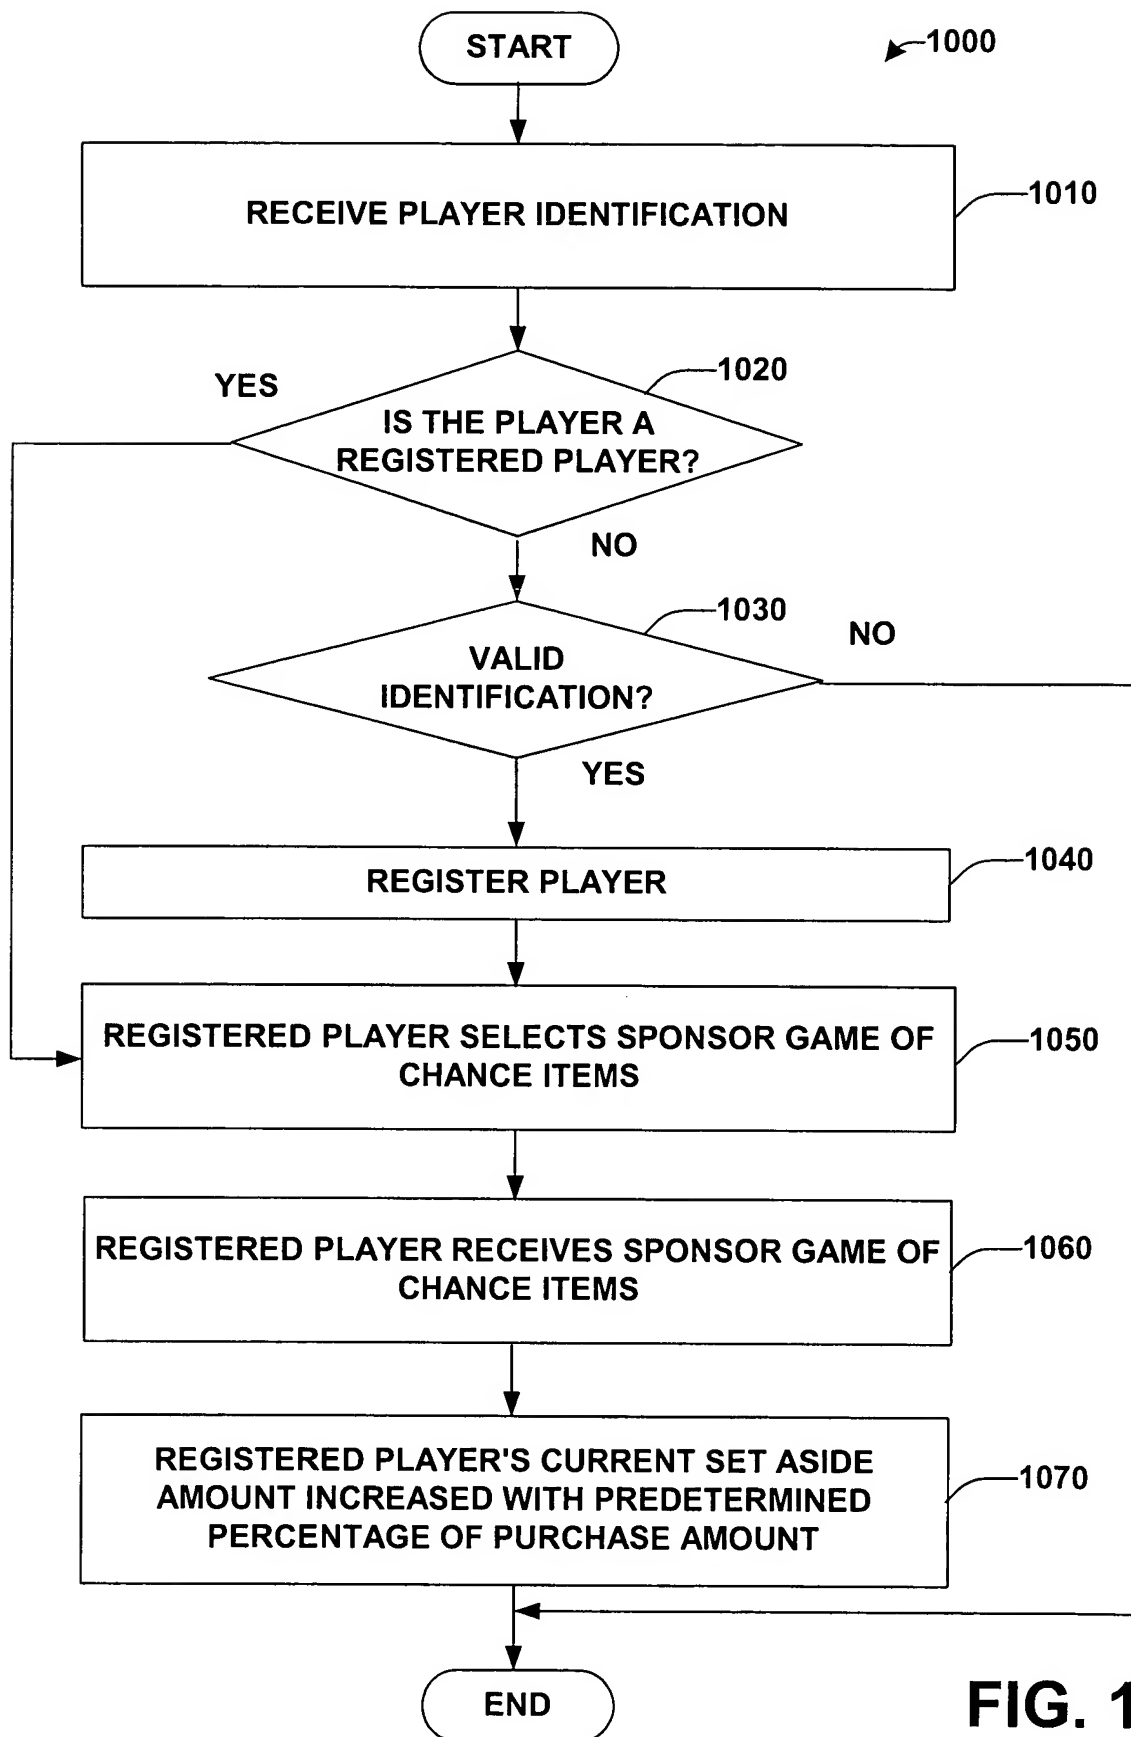 START
1000
RECEIVE PLAYER IDENTIFICATION
1010
YES
1020
IS THE PLAYER A
REGISTERED PLAYER?
NO
1030
NO
VALID
IDENTIFICATION?
YES
REGISTER PLAYER
1040
REGISTERED PLAYER SELECTS SPONSOR GAME OF
CHANCE ITEMS
1050
REGISTERED PLAYER RECEIVES SPONSOR GAME OF
CHANCE ITEMS
1060
REGISTERED PLAYER'S CURRENT SET ASIDE
AMOUNT INCREASED WITH PREDETERMINED
PERCENTAGE OF PURCHASE AMOUNT
1070
END
FIG. 1